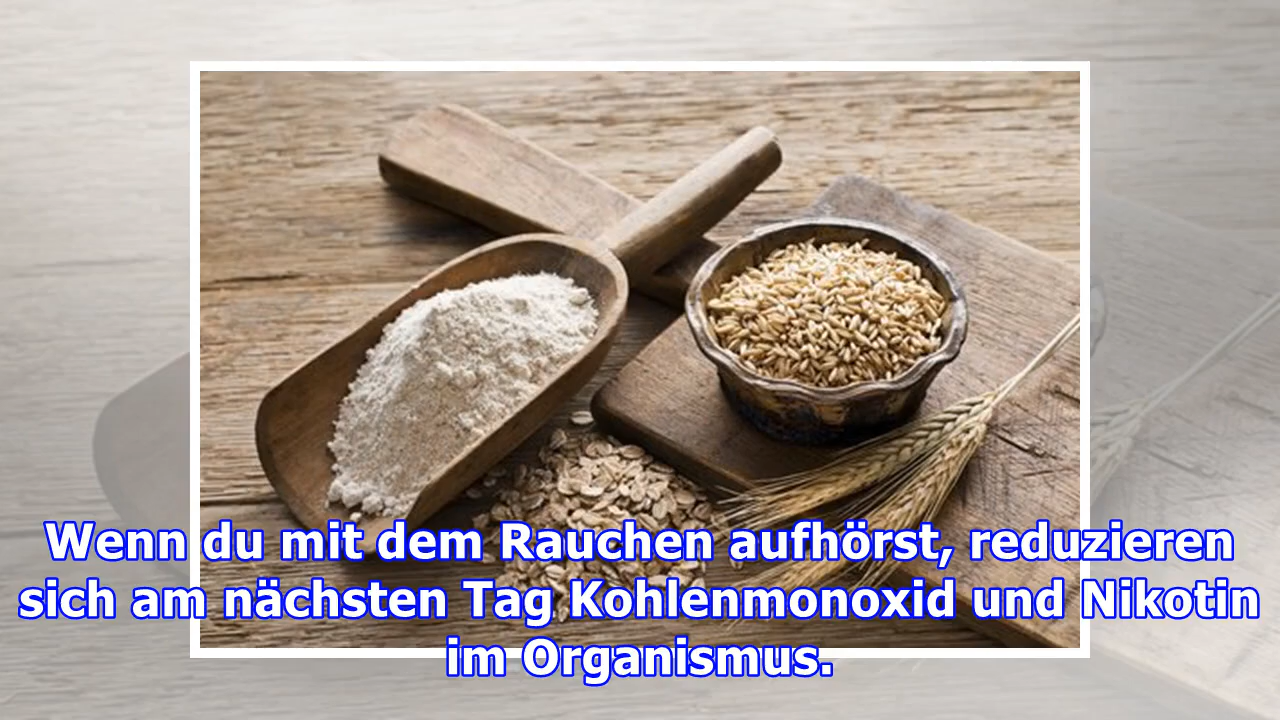 Wenn du mit dem Rauchen aufhörst, reduzieren
sich am nächsten Tag Kohlenmonoxid und Nikotin
im Organismus.